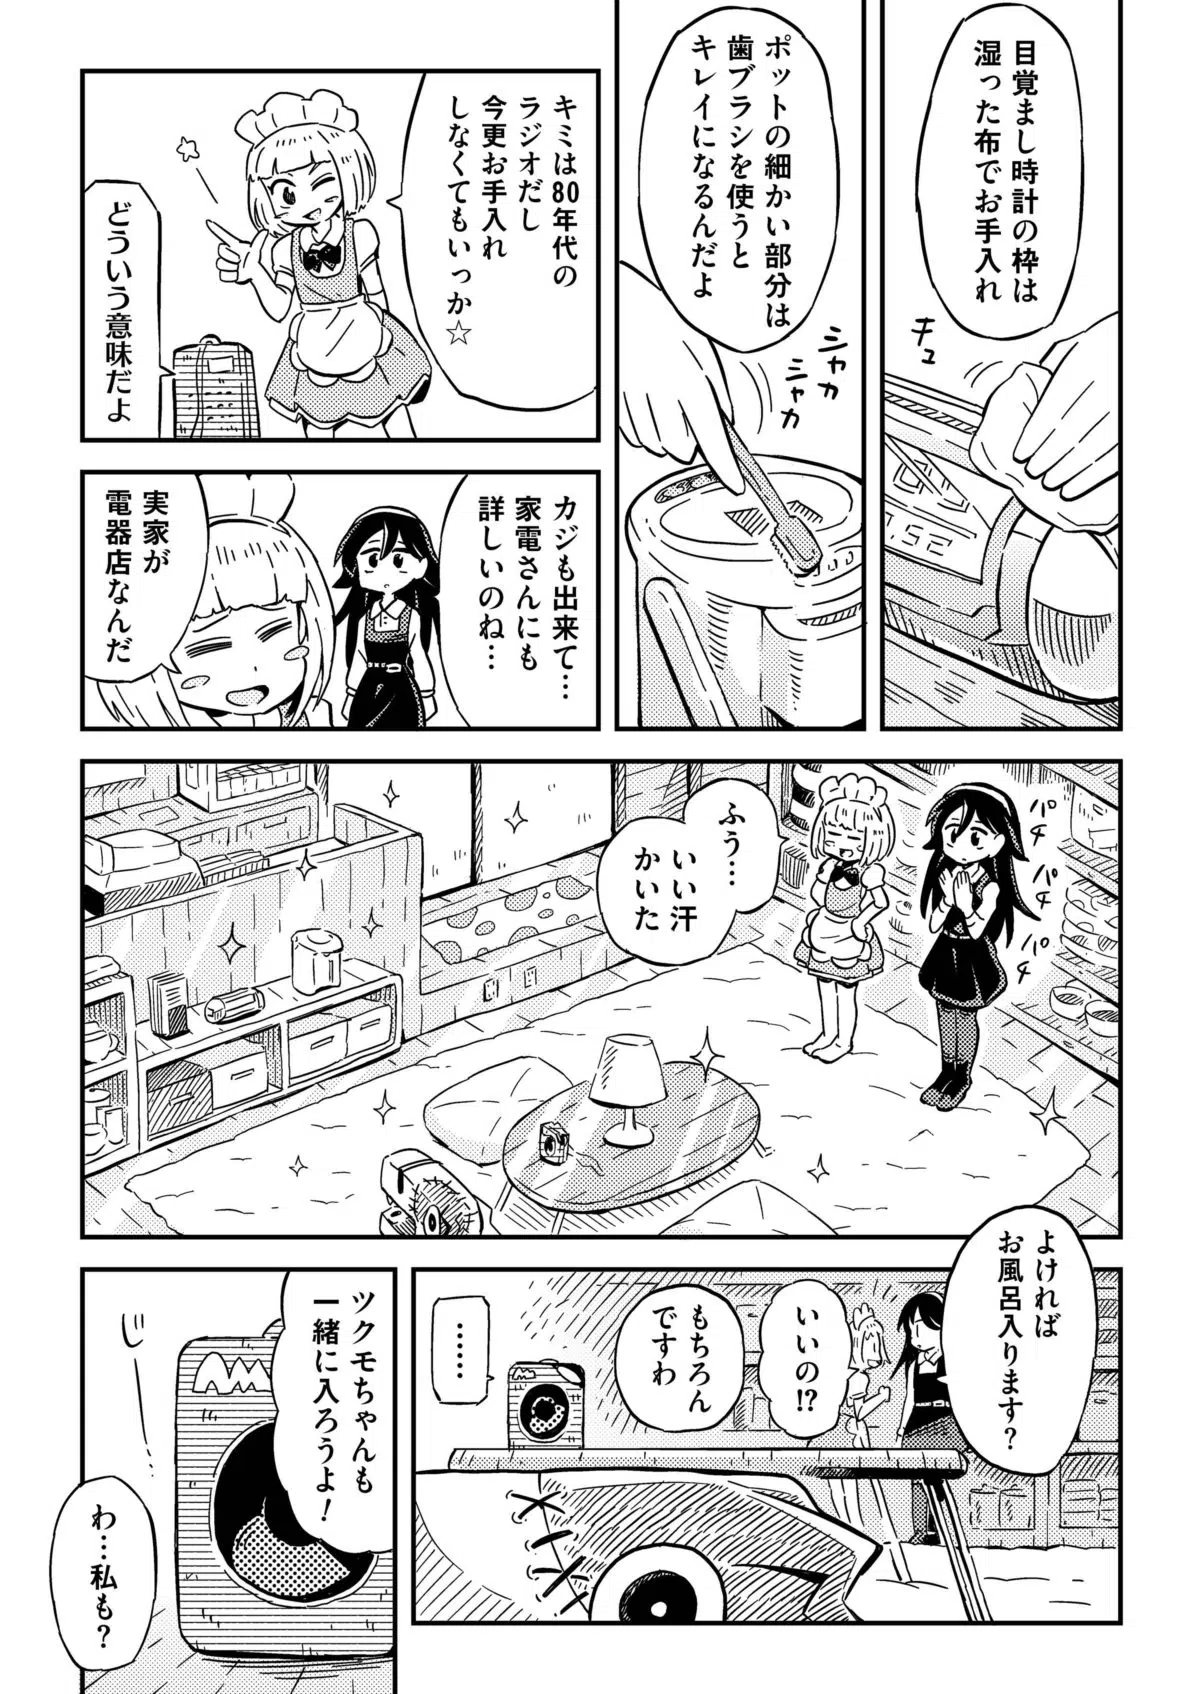 目覚まし時計の枠は
湿った布でお手入れ
キュ
ポットの細かい部分は
歯ブラシを使うと
キレイになるんだよ
シャカ
シャカ
キミは80年代の
ラジオだし
今更お手入れ
しなくてもいっか☆
どういう意味だよ
カジも出来て…
家電さんにも
詳しいのね…
実家が
電器店なんだ
パチ
パチ
パチ
ふう…
いい汗
かいた
よければ
お風呂入ります?
いいの!?
もちろん
ですわ
……
ツクモちゃんも
一緒に入ろうよ!
じーっ…
わ…私も?